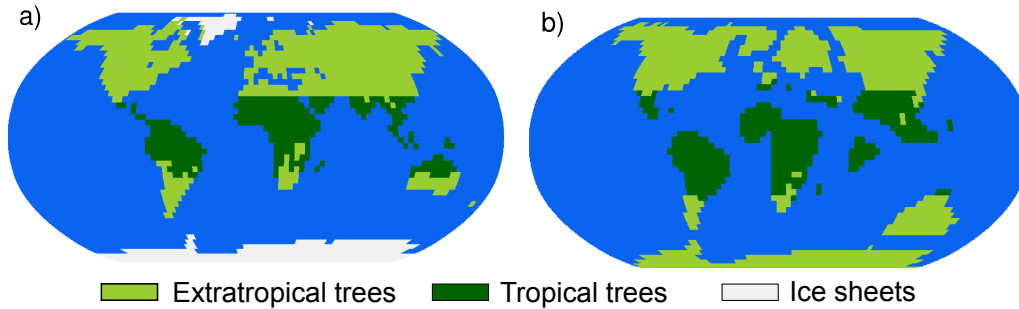 a)
b)
Extratropical trees
Tropical trees
Ice sheets